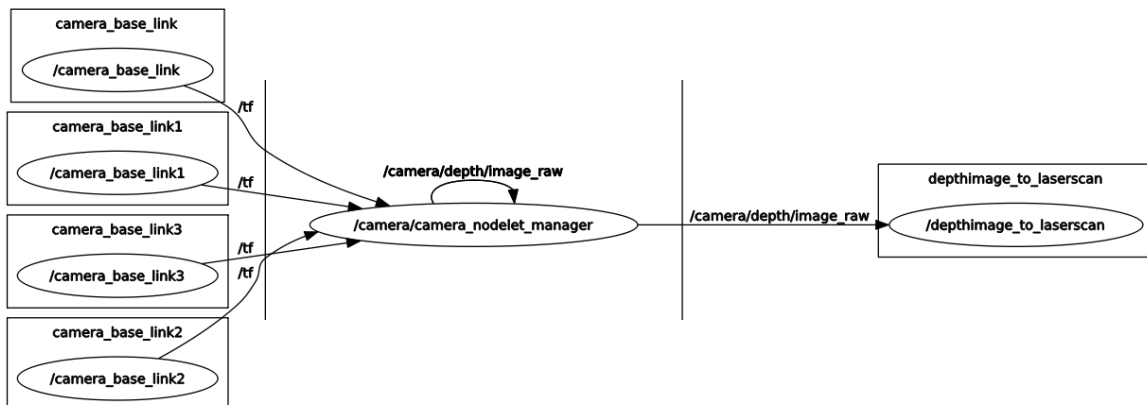 camera_base_link
/camera_base_link
/tf
camera_base_link1
/camera_base_link1
/tf
camera_base_link3
/camera_base_link3
/tf
/tf
camera_base_link2
/camera_base_link2
/camera/depth/image_raw
/camera/camera_nodelet_manager
/camera/depth/image_raw
depthimage_to_laserscan
/depthimage_to_laserscan